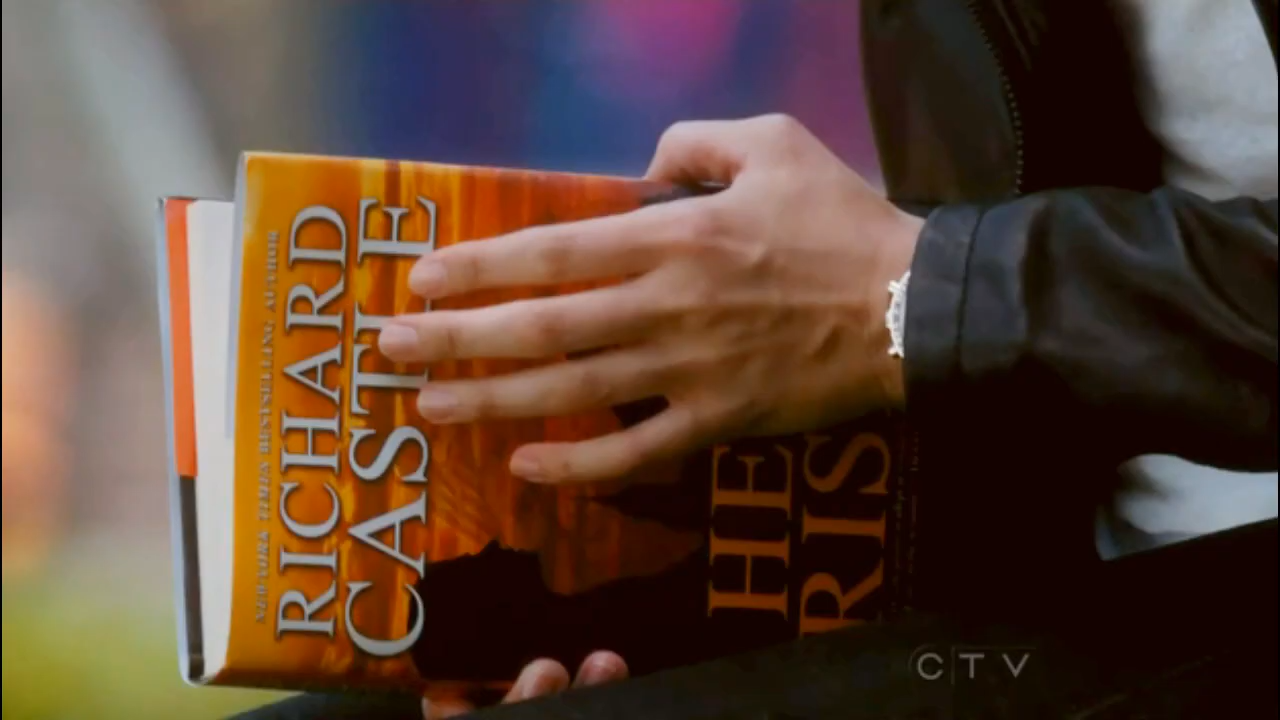 NEW YORK TIMES BESTSELLING AUTHOR
RICHARD
CASTLE
HE
RIS
CTV